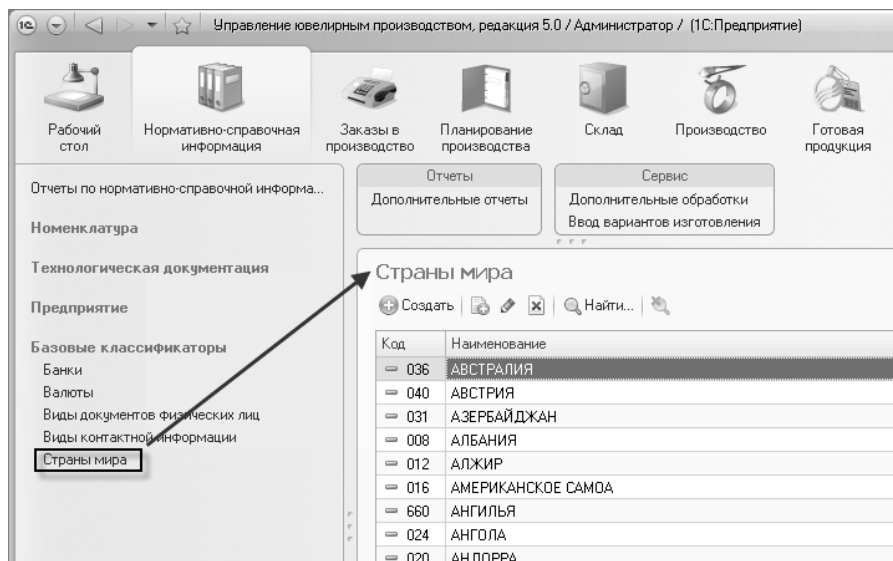 1С Управление ювелирным производством, редакция 5.0 / Администратор / (1С:Предприятие)
Рабочий стол
Нормативно-справочная информация
Заказы в производство
Планирование производства
Склад
Производство
Готовая продукция
Отчеты по нормативно-справочной информа...
Номенклатура
Технологическая документация
Предприятие
Базовые классификаторы
Банки
Валюты
Виды документов физических лиц
Виды контактной информации
Страны мира
Отчеты
Дополнительные отчеты
Сервис
Дополнительные обработки
Ввод вариантов изготовления
Страны мира
Создать Найти...
Код Наименование
036 АВСТРАЛИЯ
040 АВСТРИЯ
031 АЗЕРБАЙДЖАН
008 АЛБАНИЯ
012 АЛЖИР
016 АМЕРИКАНСКОЕ САМОА
660 АНГИЛЬЯ
024 АНГОЛА
020 АНДОРРА